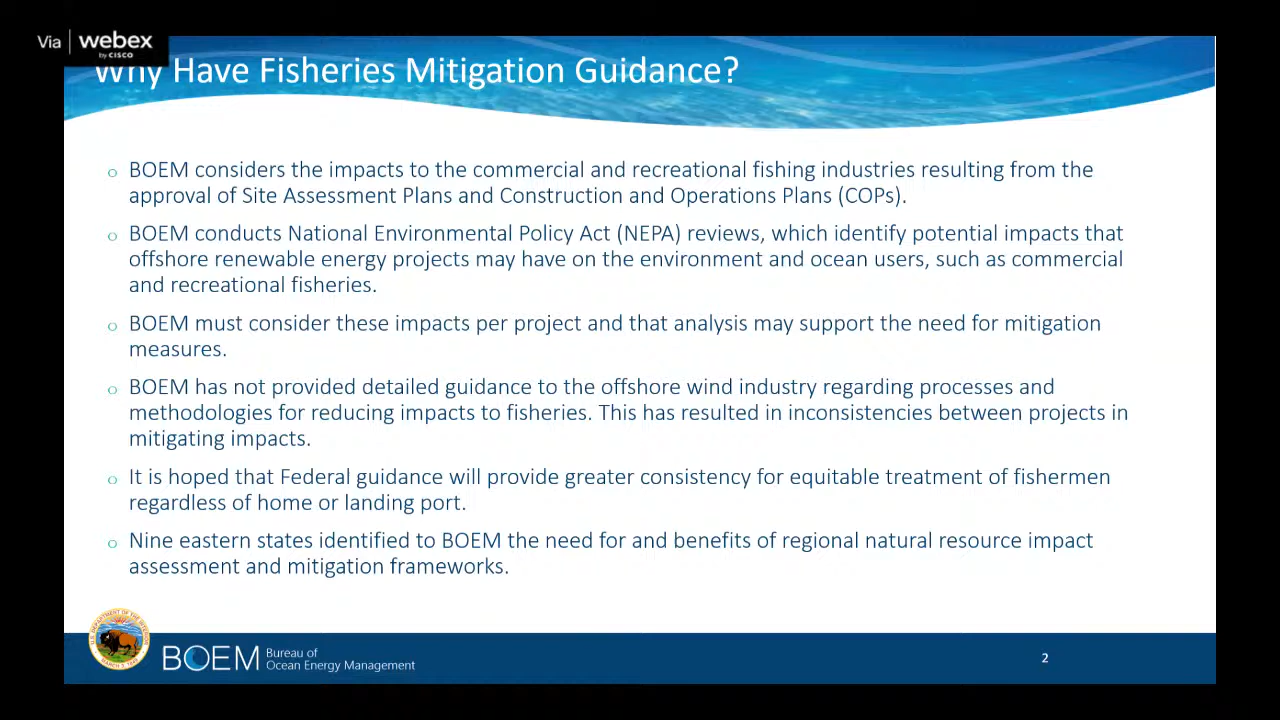 Via webex
by CISCO
Why Have Fisheries Mitigation Guidance?
o BOEM considers the impacts to the commercial and recreational fishing industries resulting from the
approval of Site Assessment Plans and Construction and Operations Plans (COPs).
o BOEM conducts National Environmental Policy Act (NEPA) reviews, which identify potential impacts that
offshore renewable energy projects may have on the environment and ocean users, such as commercial
and recreational fisheries.
o BOEM must consider these impacts per project and that analysis may support the need for mitigation
measures.
o BOEM has not provided detailed guidance to the offshore wind industry regarding processes and
methodologies for reducing impacts to fisheries. This has resulted in inconsistencies between projects in
mitigating impacts.
o It is hoped that Federal guidance will provide greater consistency for equitable treatment of fishermen
regardless of home or landing port.
o Nine eastern states identified to BOEM the need for and benefits of regional natural resource impact
assessment and mitigation frameworks.
U.S. DEPARTMENT OF THE INTERIOR
MARCH 3, 1849
BOEM
Bureau of
Ocean Energy Management
2